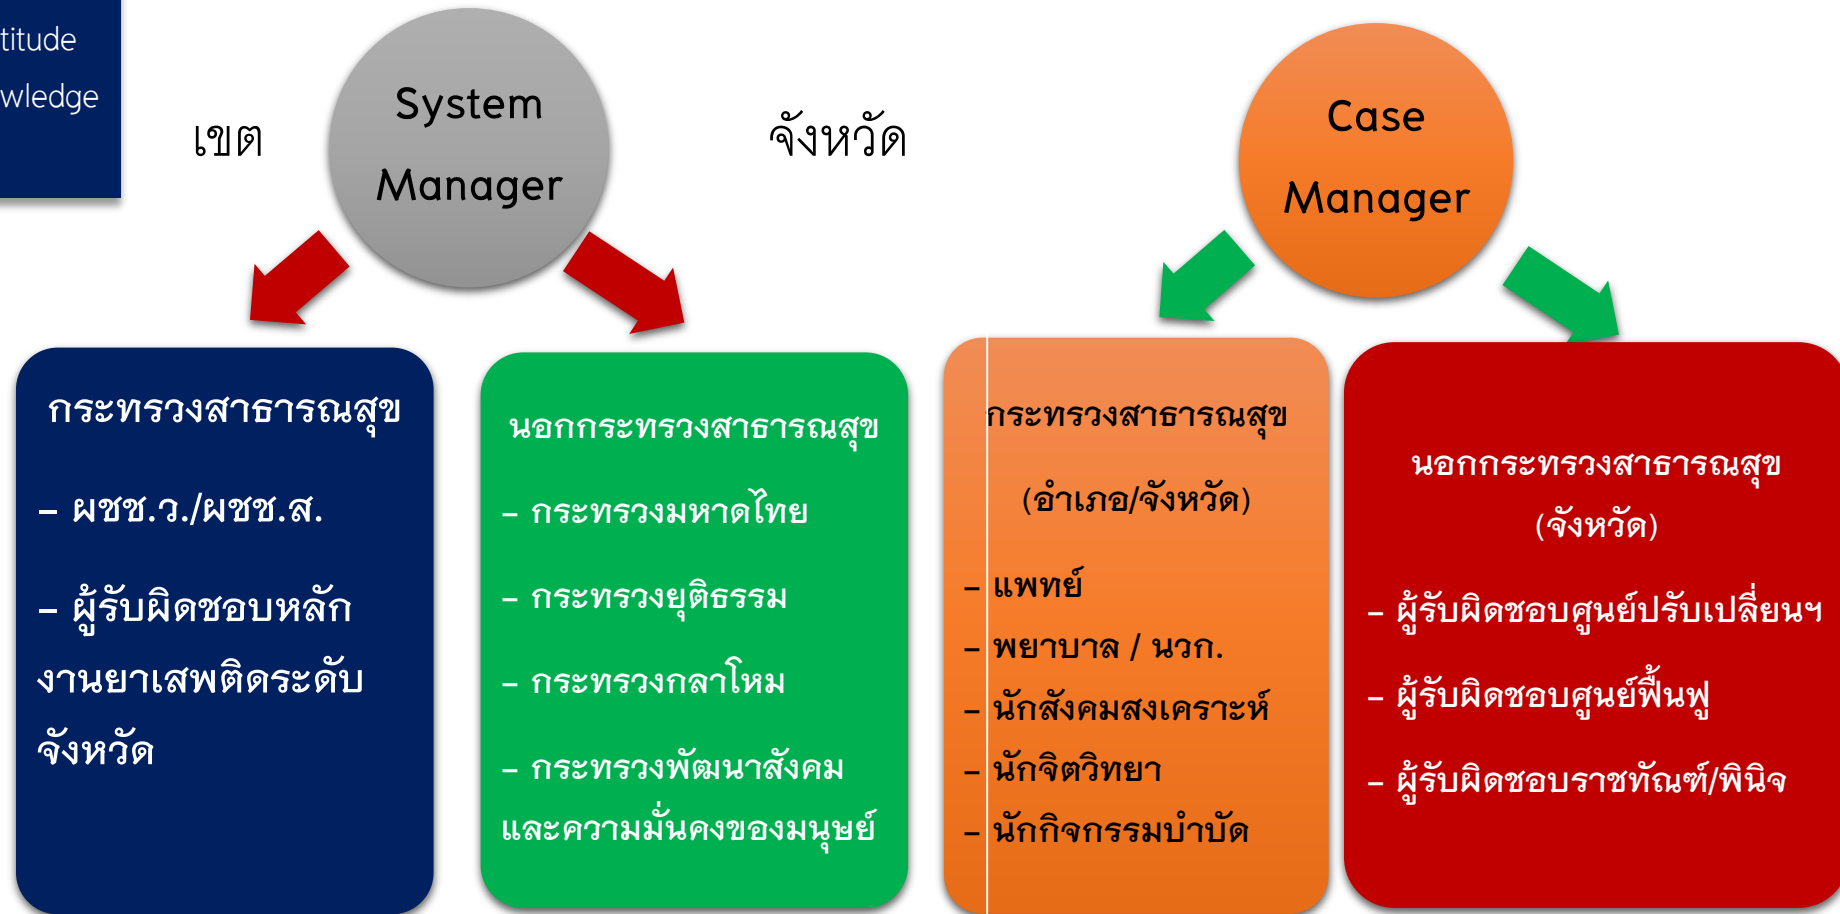 titude
wledge
เขต
System
Manager
จังหวัด
Case
Manager
กระทรวงสาธารณสุข
– ผชช.ว./ผชช.ส.
– ผู้รับผิดชอบหลัก
งานยาเสพติดระดับ
จังหวัด
นอกกระทรวงสาธารณสุข
– กระทรวงมหาดไทย
– กระทรวงยุติธรรม
– กระทรวงกลาโหม
– กระทรวงพัฒนาสังคม
และความมั่นคงของมนุษย์
กระทรวงสาธารณสุข
(อำเภอ/จังหวัด)
– แพทย์
– พยาบาล / นวก.
– นักสังคมสงเคราะห์
– นักจิตวิทยา
– นักกิจกรรมบำบัด
นอกกระทรวงสาธารณสุข
(จังหวัด)
– ผู้รับผิดชอบศูนย์ปรับเปลี่ยนฯ
– ผู้รับผิดชอบศูนย์ฟื้นฟู
– ผู้รับผิดชอบราชทัณฑ์/พินิจ